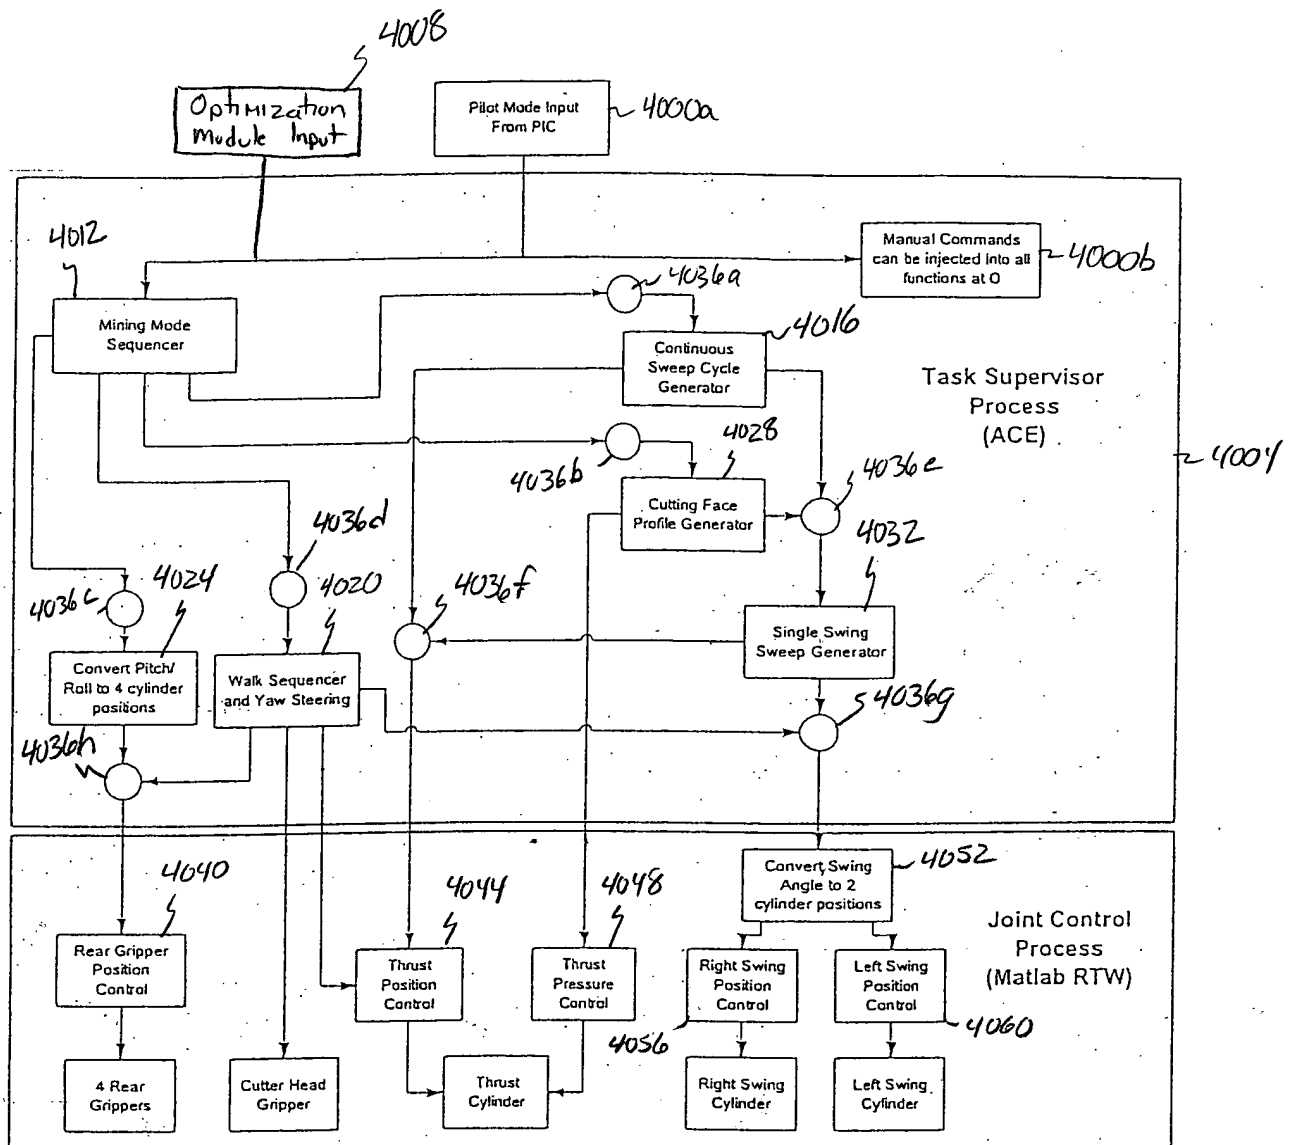 4008
Optimization
Module Input
Pilot Mode Input
From PIC
4000a
4012
Manual Commands
can be injected into all
functions at O
4000b
4036a
Mining Mode
Sequencer
4016
Continuous
Sweep Cycle
Generator
Task Supervisor
Process
(ACE)
4028
4036b
4036e
4004
Cutting Face
Profile Generator
4036d
4032
4024
4020
4036f
4036c
Single Swing
Sweep Generator
Convert Pitch/
Roll to 4 cylinder
positions
Walk Sequencer
and Yaw Steering
4036g
4036h
4052
Convert Swing
Angle to 2
cylinder positions
4040
4044
4048
Joint Control
Process
(Matlab RTW)
Rear Gripper
Position
Control
Thrust
Position
Control
Thrust
Pressure
Control
Right Swing
Position
Control
Left Swing
Position
Control
4056
4060
4 Rear
Grippers
Cutter Head
Gripper
Thrust
Cylinder
Right Swing
Cylinder
Left Swing
Cylinder